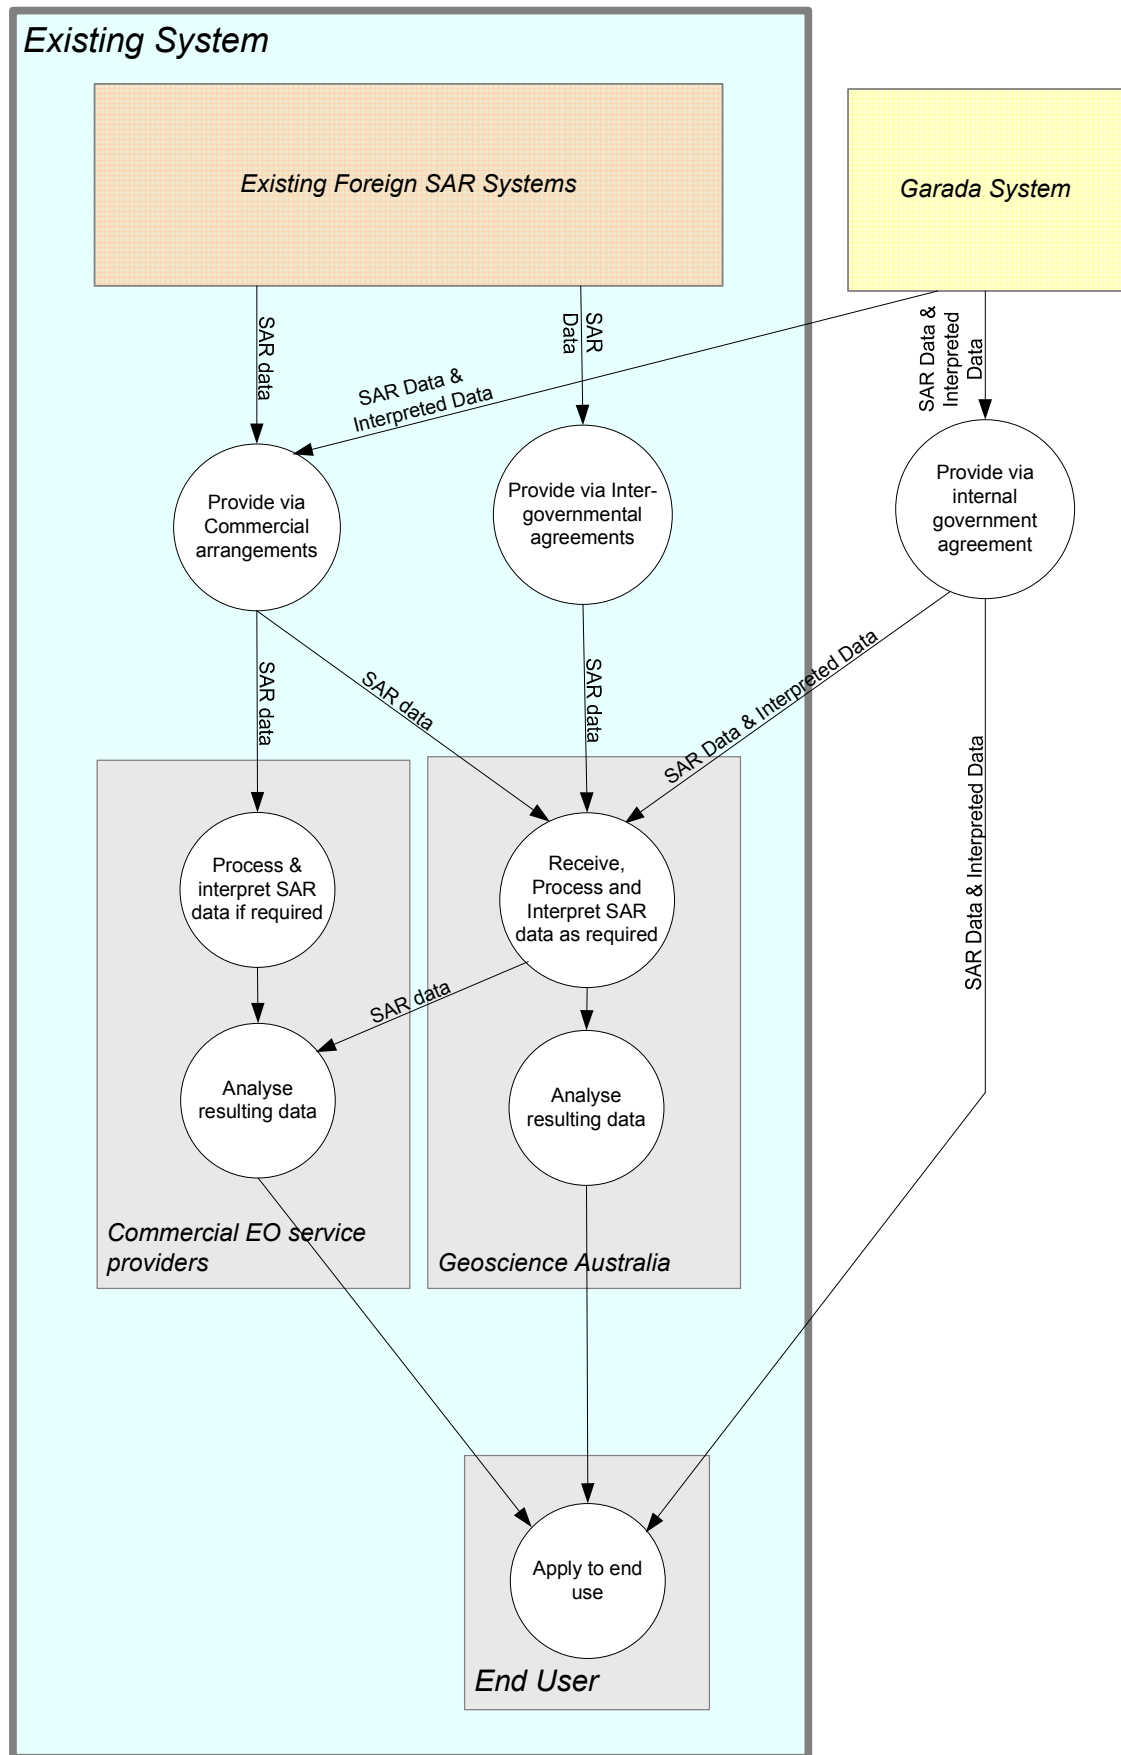 Existing System
Existing Foreign SAR Systems
Garada System
SAR data
SAR
Data
SAR Data &
Interpreted Data
SAR Data &
Interpreted
Data
Provide via
Commercial
arrangements
Provide via Inter-
governmental
agreements
Provide via
internal
government
agreement
SAR data
SAR data
SAR data
SAR Data & Interpreted Data
SAR Data & Interpreted Data
Process &
interpret SAR
data if required
Receive,
Process and
Interpret SAR
data as required
SAR data
Analyse
resulting data
Analyse
resulting data
Commercial EO service
providers
Geoscience Australia
Apply to end
use
End User